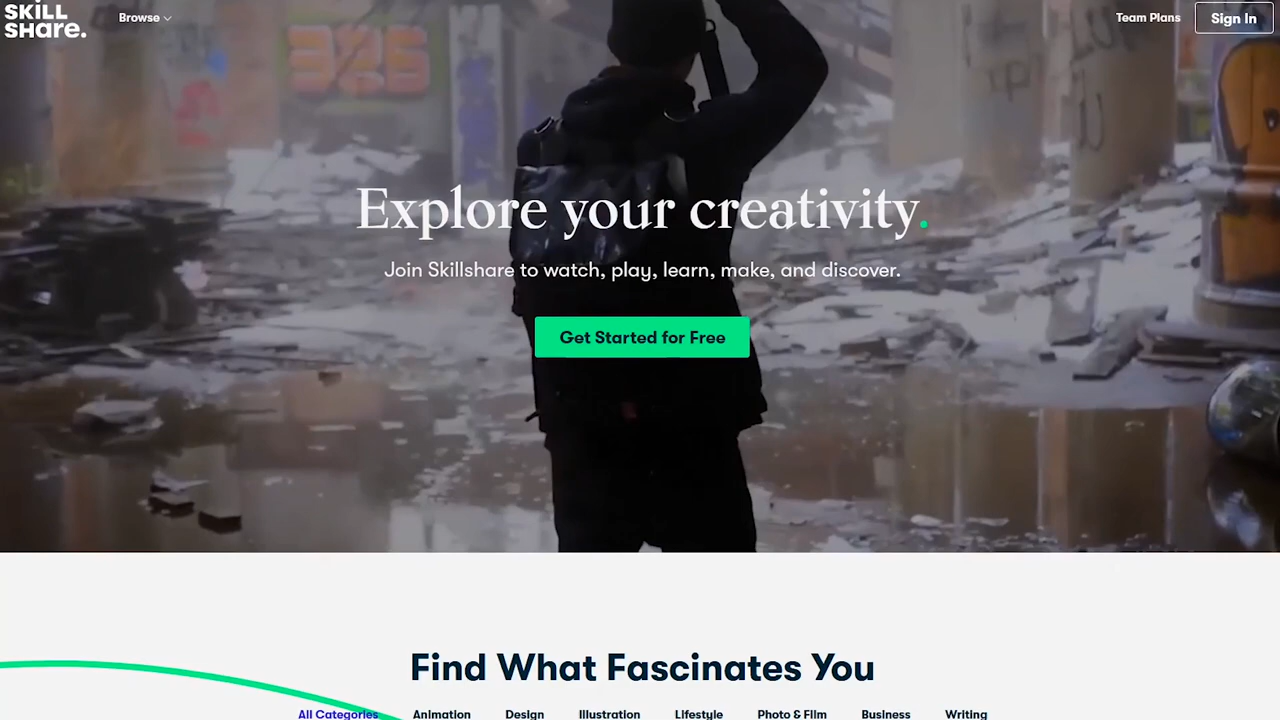 SKILL
SHare.
Browse
Team Plans
Sign In
326
Explore your creativity.
Join Skillshare to watch, play, learn, make, and discover.
Get Started for Free
Find What Fascinates You
All Categories Animation Design Illustration Lifestyle Photo & Film Business Writing